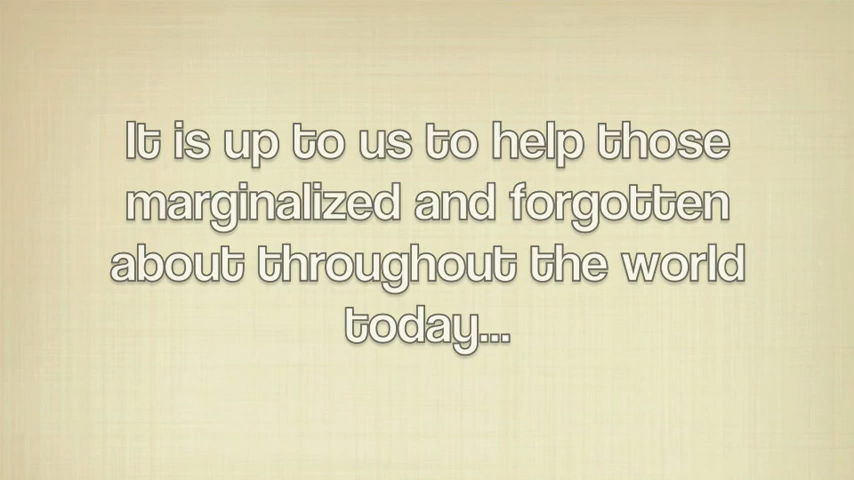 It is up to us to help those
marginalized and forgotten
about throughout the world
today...